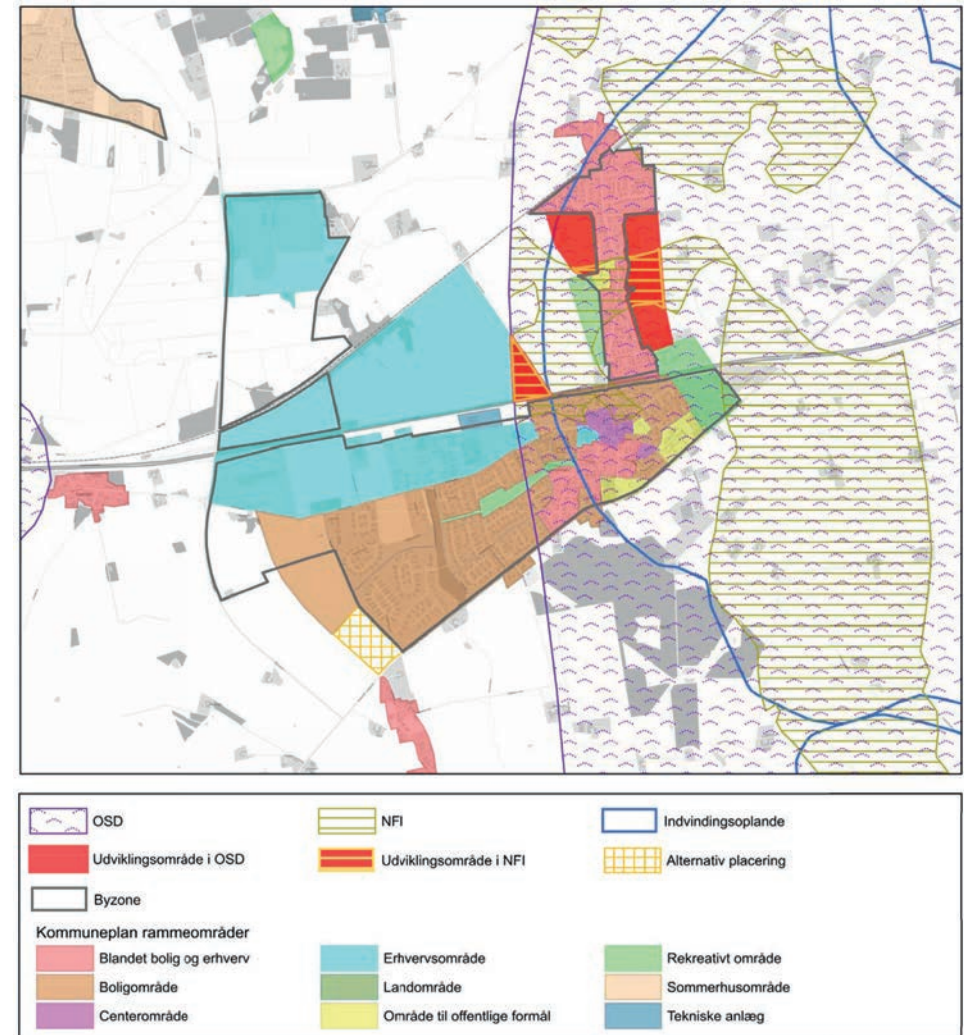 OSD
NFI
Indvindingsoplande
Udviklingsområde i OSD
Udviklingsområde i NFI
Alternativ placering
Byzone
Kommuneplan rammeområder
Blandet bolig og erhverv
Erhvervsområde
Rekreativt område
Boligområde
Landområde
Sommerhusområde
Centerområde
Område til offentlige formål
Tekniske anlæg